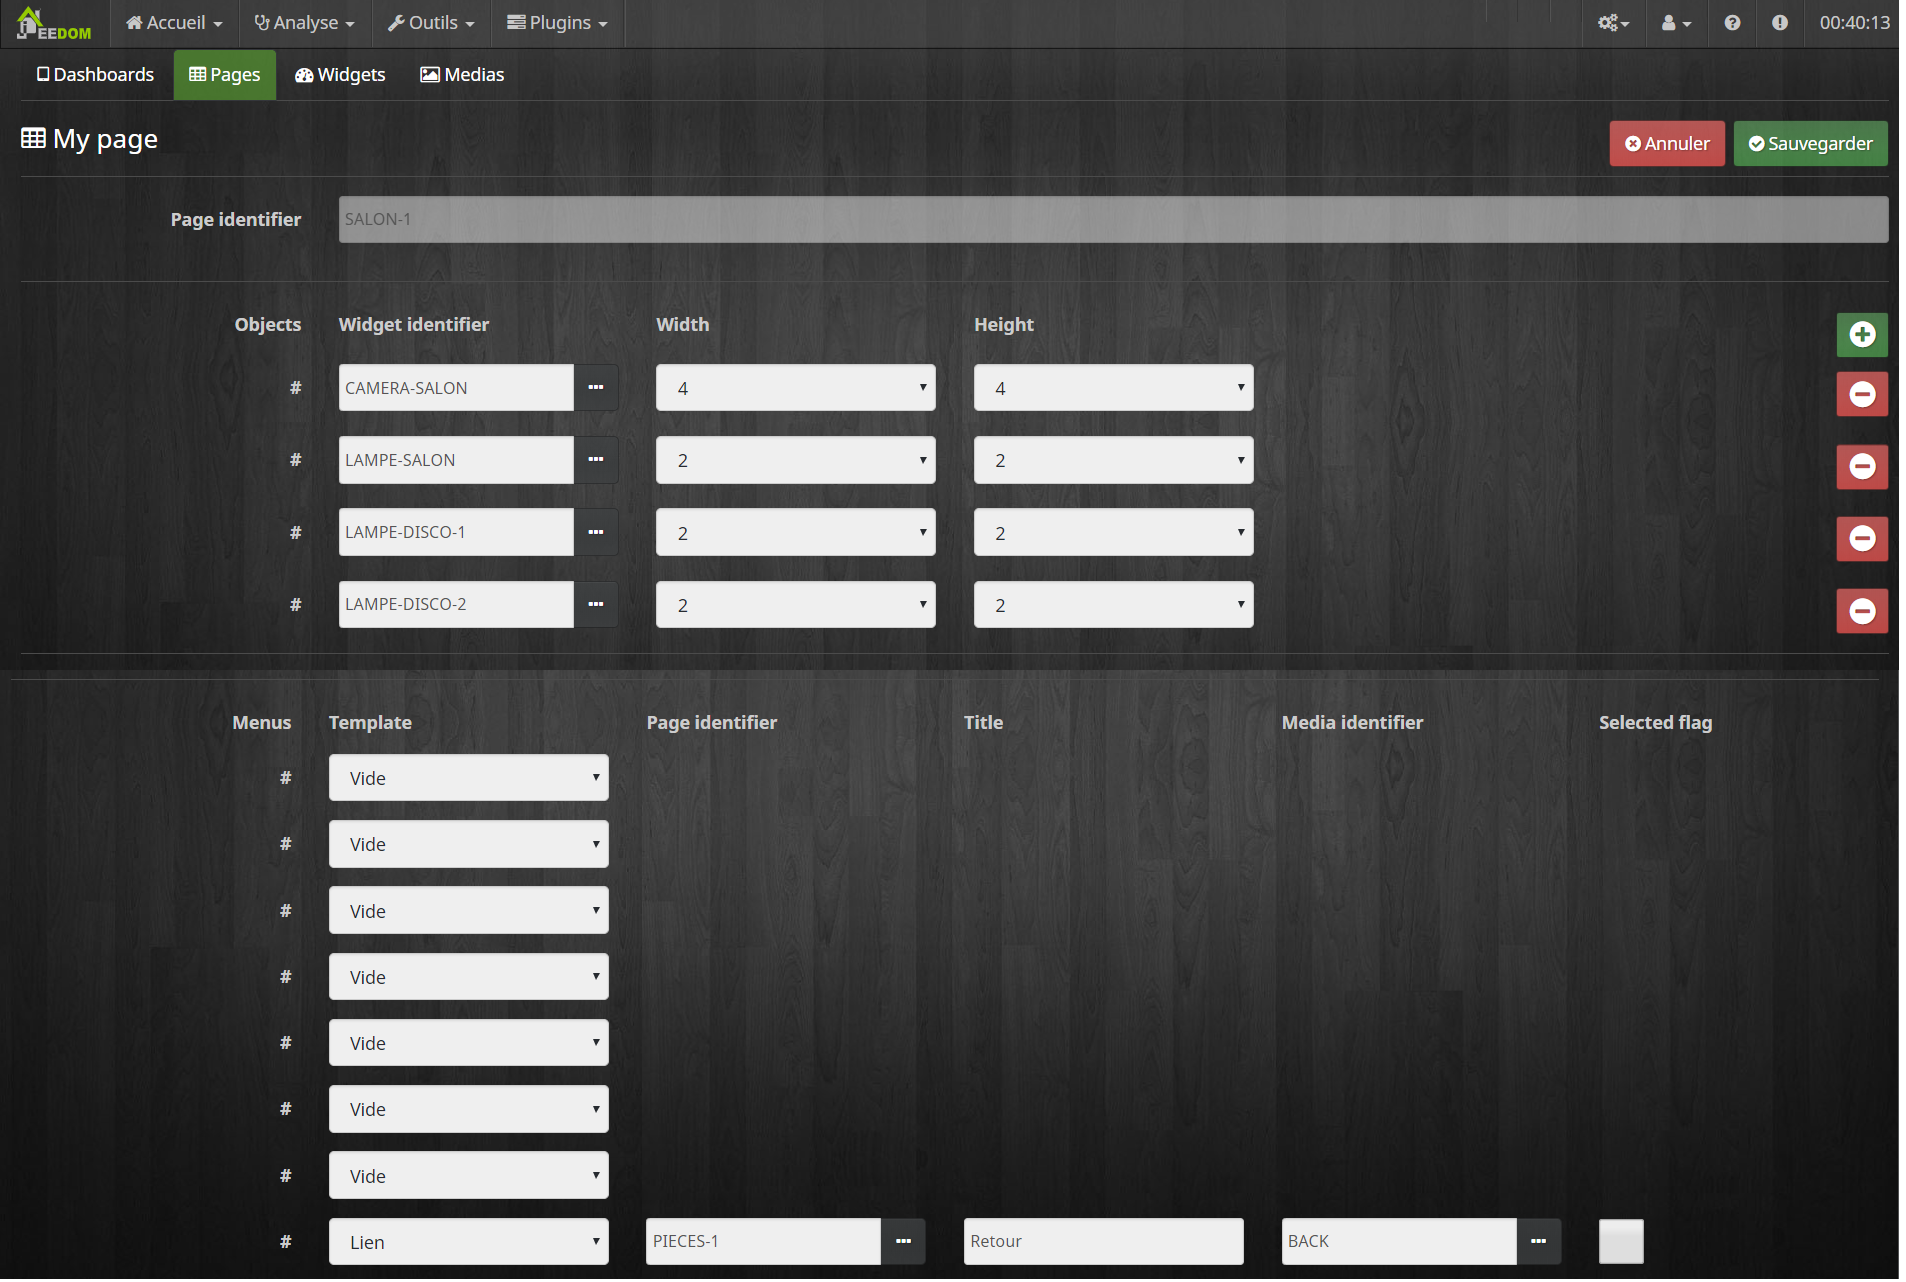 JEEDOM Accueil Analyse Outils Plugins 00:40:13
Dashboards Pages Widgets Medias
My page Annuler Sauvegarder
Page identifier SALON-1
Objects Widget identifier Width Height
# CAMERA-SALON ... 4 4
# LAMPE-SALON ... 2 2
# LAMPE-DISCO-1 ... 2 2
# LAMPE-DISCO-2 ... 2 2
Menus Template Page identifier Title Media identifier Selected flag
# Vide
# Vide
# Vide
# Vide
# Vide
# Vide
# Vide
# Lien PIECES-1 ... Retour BACK ...